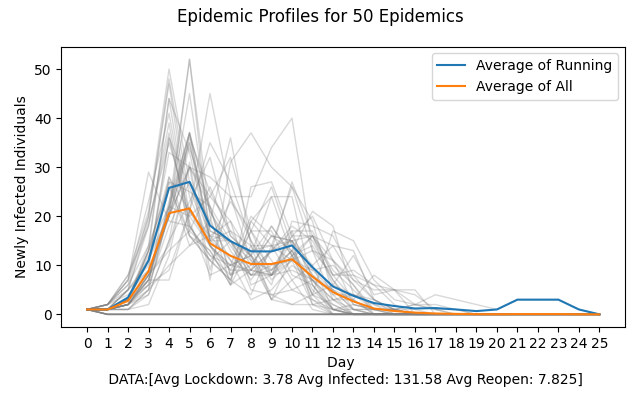 Epidemic Profiles for 50 Epidemics
Newly Infected Individuals
50
40
30
20
10
0
Average of Running
Average of All
0 1 2 3 4 5 6 7 8 9 10 11 12 13 14 15 16 17 18 19 20 21 22 23 24 25
Day
DATA:[Avg Lockdown: 3.78 Avg Infected: 131.58 Avg Reopen: 7.825]